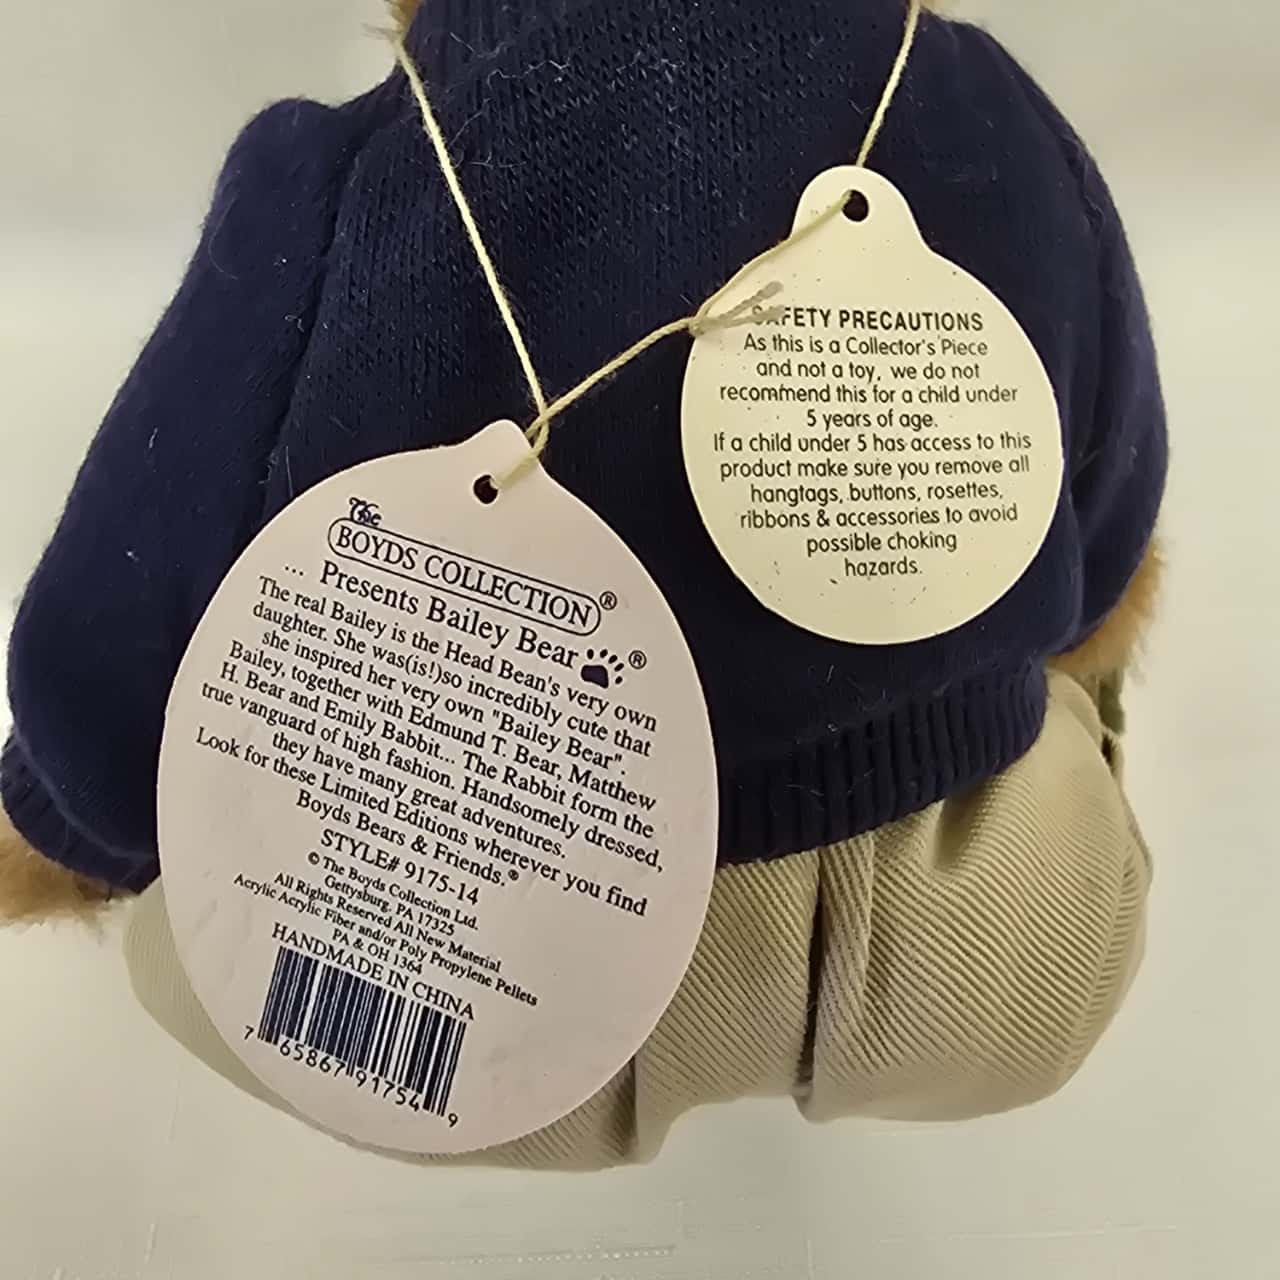 The
BOYDS COLLECTION®
... Presents Bailey Bear ®
The real Bailey is the Head Bean's very own
daughter. She was(is!)so incredibly cute that
she inspired her very own "Bailey Bear".
Bailey, together with Edmund T. Bear, Matthew
H. Bear and Emily Babbit... The Rabbit form the
true vanguard of high fashion. Handsomely dressed,
they have many great adventures.
Look for these Limited Editions wherever you find
Boyds Bears & Friends.®
STYLE# 9175-14
© The Boyds Collection Ltd.
Gettysburg, PA 17325
All Rights Reserved All New Material
Acrylic Acrylic Fiber and/or Poly Propylene Pellets
PA & OH 1364
HANDMADE IN CHINA
7 65867 91754 9
SAFETY PRECAUTIONS
As this is a Collector's Piece
and not a toy, we do not
recommend this for a child under
5 years of age.
If a child under 5 has access to this
product make sure you remove all
hangtags, buttons, rosettes,
ribbons & accessories to avoid
possible choking
hazards.